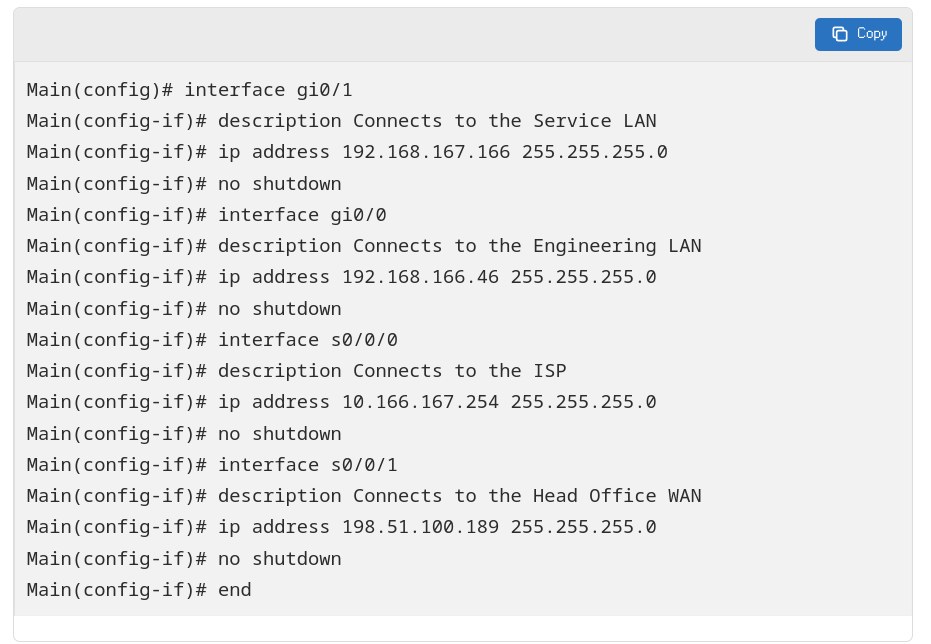 Copy
Main(config)# interface gi0/1
Main(config-if)# description Connects to the Service LAN
Main(config-if)# ip address 192.168.167.166 255.255.255.0
Main(config-if)# no shutdown
Main(config-if)# interface gi0/0
Main(config-if)# description Connects to the Engineering LAN
Main(config-if)# ip address 192.168.166.46 255.255.255.0
Main(config-if)# no shutdown
Main(config-if)# interface s0/0/0
Main(config-if)# description Connects to the ISP
Main(config-if)# ip address 10.166.167.254 255.255.255.0
Main(config-if)# no shutdown
Main(config-if)# interface s0/0/1
Main(config-if)# description Connects to the Head Office WAN
Main(config-if)# ip address 198.51.100.189 255.255.255.0
Main(config-if)# no shutdown
Main(config-if)# end